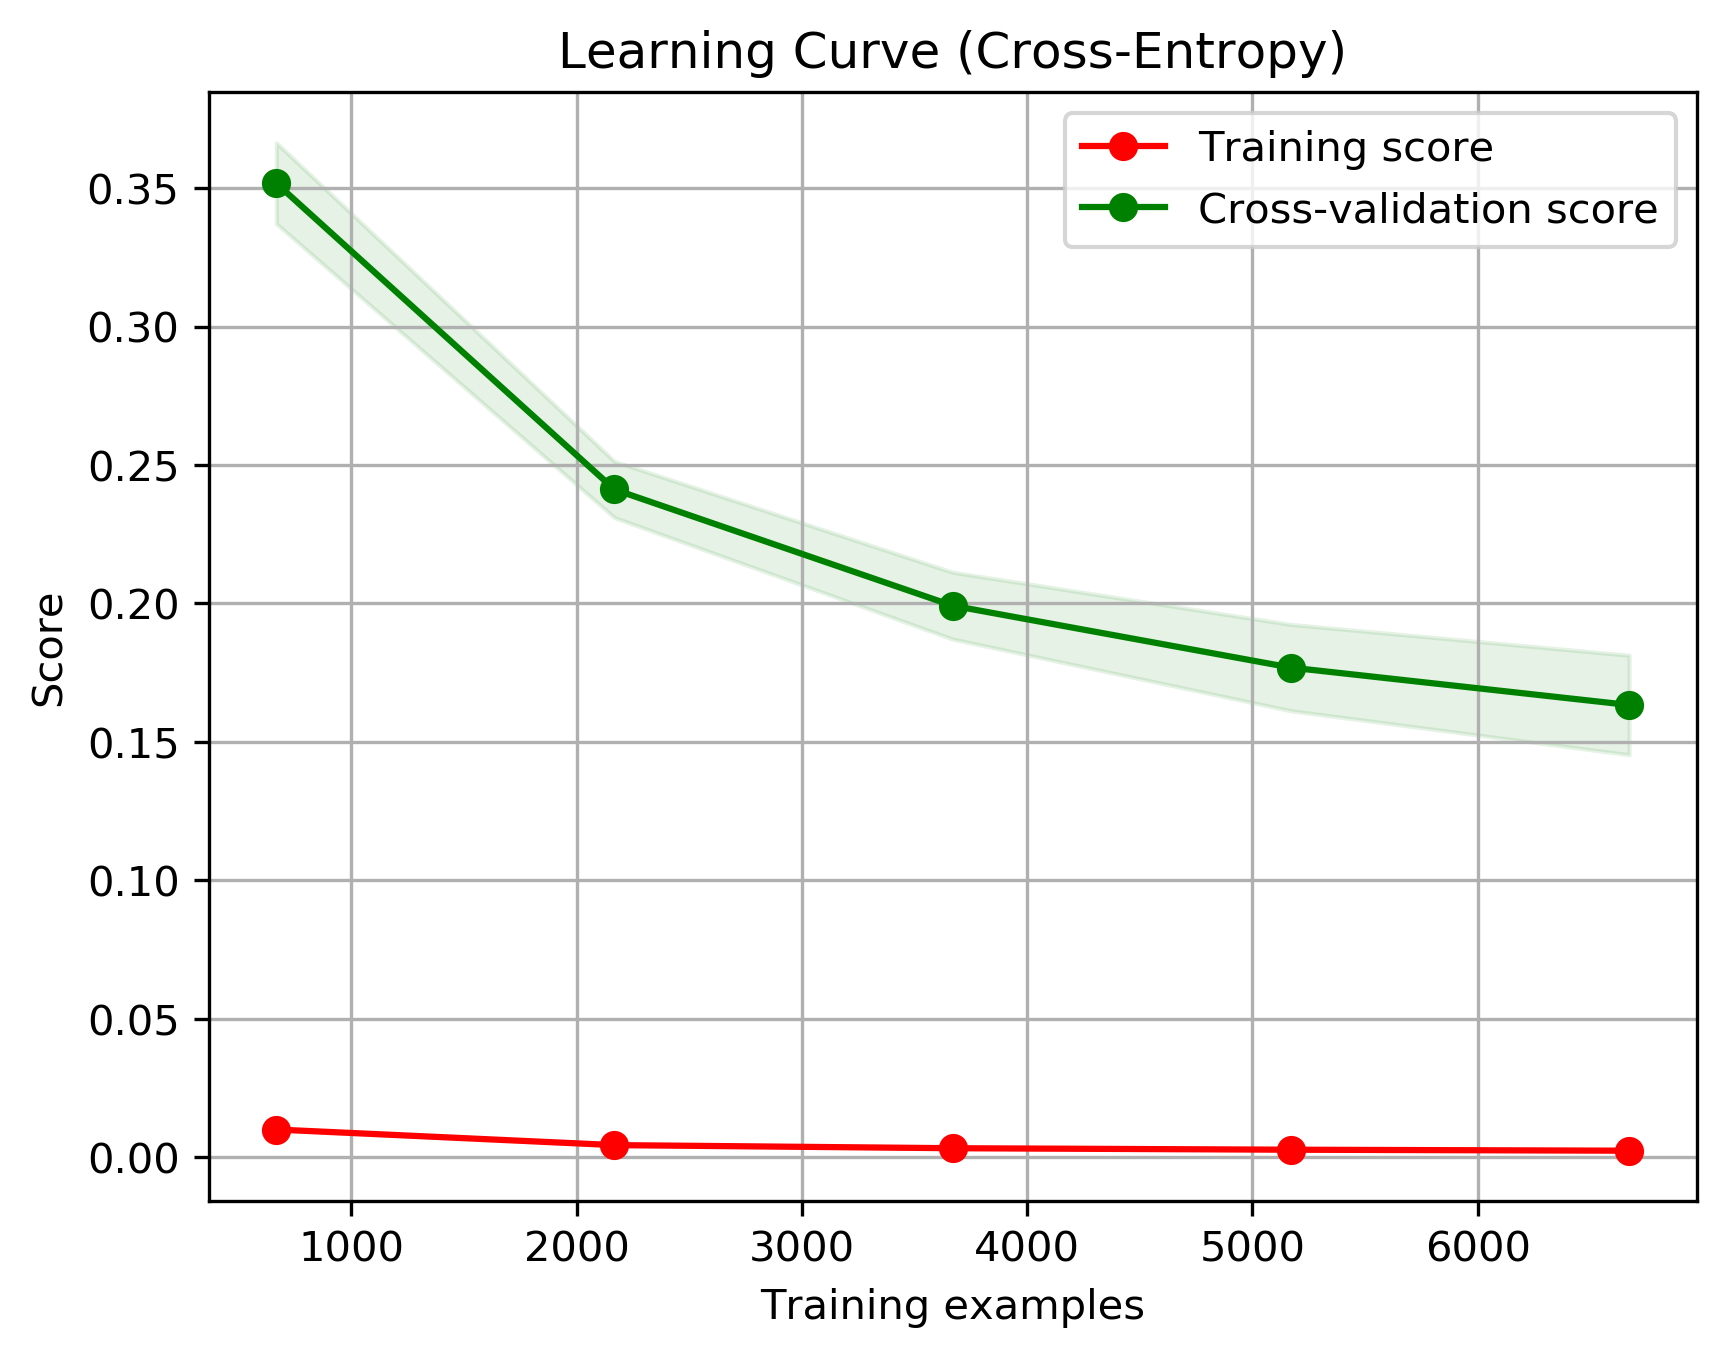 Learning Curve (Cross-Entropy)
Training score
Cross-validation score
0.35
0.30
0.25
0.20
0.15
0.10
0.05
0.00
Score
1000 2000 3000 4000 5000 6000
Training examples